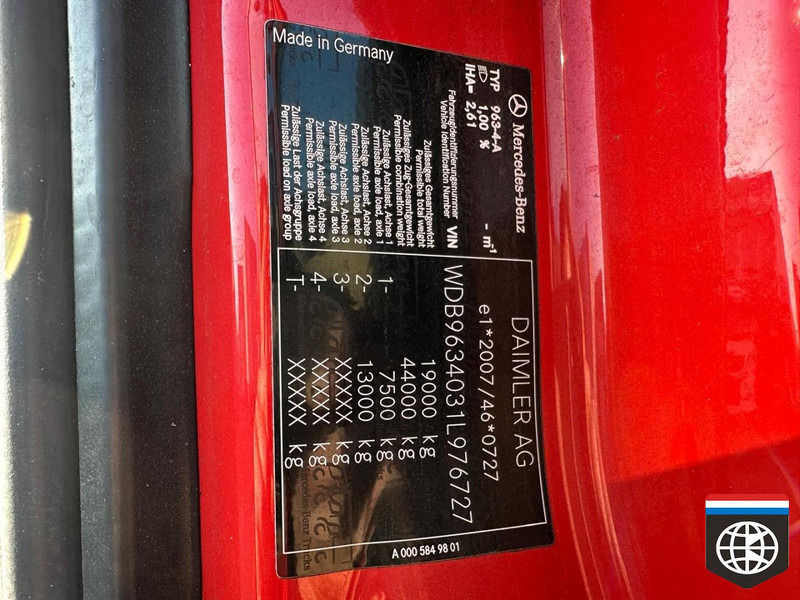 Mercedes-Benz
DAIMLER AG
TYP 963-4-A
e1*2007/46*0727
1,00 %
- m-1
IHA= 2,61
Fahrzeugidentifizierungsnummer
Vehicle Identification Number VIN WDB9634031L976727
Zulässiges Gesamtgewicht
Permissible total weight 19000 kg
Zulässiges Zug-Gesamtgewicht
Permissible combination weight 44000 kg
Zulässige Achslast, Achse 1
Permissible axle load, axle 1 1- 7500 kg
Zulässige Achslast, Achse 2
Permissible axle load, axle 2 2- 13000 kg
Zulässige Achslast, Achse 3
Permissible axle load, axle 3 3- XXXXX kg
Zulässige Achslast, Achse 4
Permissible axle load, axle 4 4- XXXXX kg
Zulässige Last der Achsgruppe
Permissible load on axle group T- XXXXX kg
Made in Germany
A 000 584 98 01